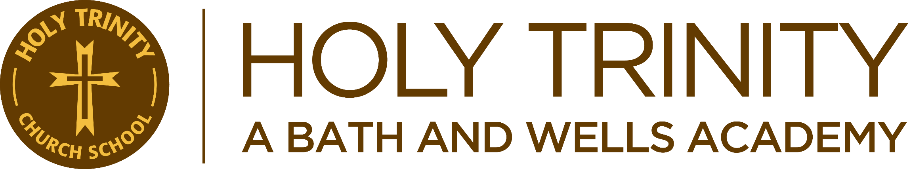 HOLY TRINITY
CHURCH SCHOOL
HOLY TRINITY
A BATH AND WELLS ACADEMY